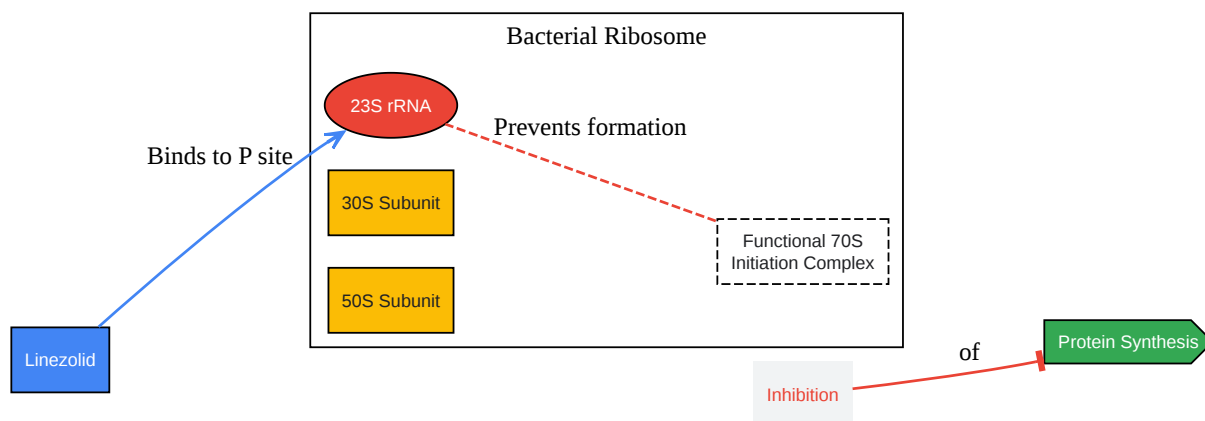 Bacterial Ribosome
23S rRNA
Prevents formation
Binds to P site
30S Subunit
Functional 70S
Initiation Complex
50S Subunit
Linezolid
of
Protein Synthesis
Inhibition